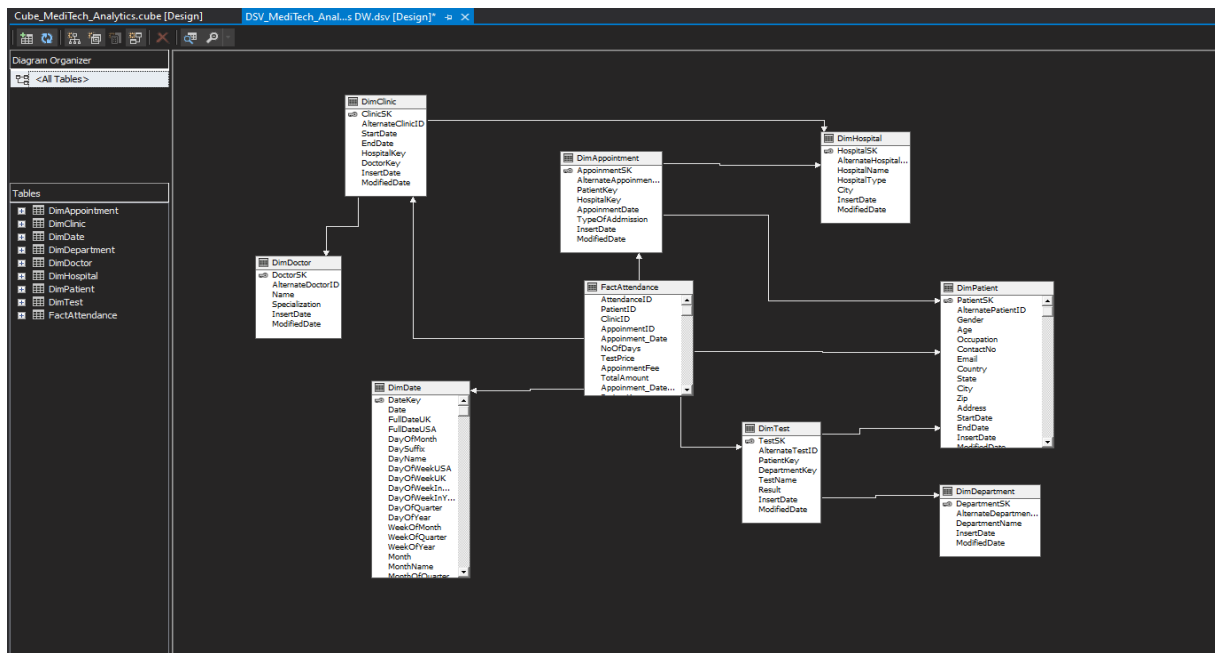 Cube_MediTech_Analytics.cube [Design]
DSV_MediTech_Anal...s DW.dsv [Design]*
Diagram Organizer
<All Tables>
Tables
DimAppointment
DimClinic
DimDate
DimDepartment
DimDoctor
DimHospital
DimPatient
DimTest
FactAttendance
DimClinic
ClinicSK
AlternateClinicID
StartDate
EndDate
HospitalKey
DoctorKey
InsertDate
ModifiedDate
DimHospital
HospitalSK
AlternateHospital...
HospitalName
HospitalType
City
InsertDate
ModifiedDate
DimAppointment
AppoinmentSK
AlternateAppoinmen...
PatientKey
HospitalKey
AppoinmentDate
TypeOfAddmission
InsertDate
ModifiedDate
DimDoctor
DoctorSK
AlternateDoctorID
Name
Specialization
InsertDate
ModifiedDate
FactAttendance
AttendanceID
PatientID
ClinicID
AppoinmentID
Appoinment_Date
NoOfDays
TestPrice
AppoinmentFee
TotalAmount
Appoinment_Date...
DimPatient
PatientSK
AlternatePatientID
Gender
Age
Occupation
ContactNo
Email
Country
State
City
Zip
Address
StartDate
EndDate
InsertDate
ModifiedDate
DimDate
DateKey
Date
FullDateUK
FullDateUSA
DayOfMonth
DaySuffix
DayName
DayOfWeekUSA
DayOfWeekUK
DayOfWeekIn...
DayOfWeekInY...
DayOfQuarter
DayOfYear
WeekOfMonth
WeekOfQuarter
WeekOfYear
Month
MonthName
MonthOfQuarter
DimTest
TestSK
AlternateTestID
PatientKey
DepartmentKey
TestName
Result
InsertDate
ModifiedDate
DimDepartment
DepartmentSK
AlternateDepartmen...
DepartmentName
InsertDate
ModifiedDate